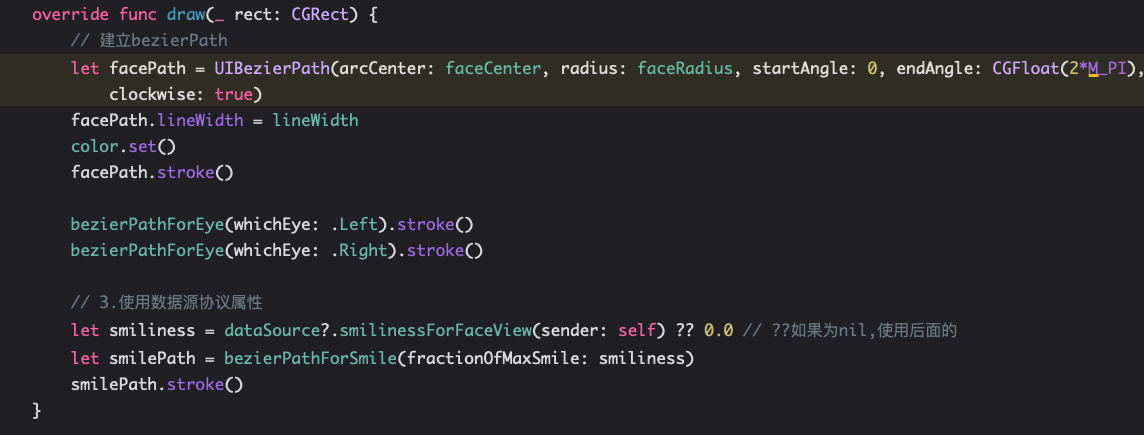 override func draw(_ rect: CGRect) {
// 建立bezierPath
let facePath = UIBezierPath(arcCenter: faceCenter, radius: faceRadius, startAngle: 0, endAngle: CGFloat(2*M_PI),
clockwise: true)
facePath.lineWidth = lineWidth
color.set()
facePath.stroke()
bezierPathForEye(whichEye: .Left).stroke()
bezierPathForEye(whichEye: .Right).stroke()
// 3.使用数据源协议属性
let smiliness = dataSource?.smilinessForFaceView(sender: self) ?? 0.0 // ??如果为nil,使用后面的
let smilePath = bezierPathForSmile(fractionOfMaxSmile: smiliness)
smilePath.stroke()
}